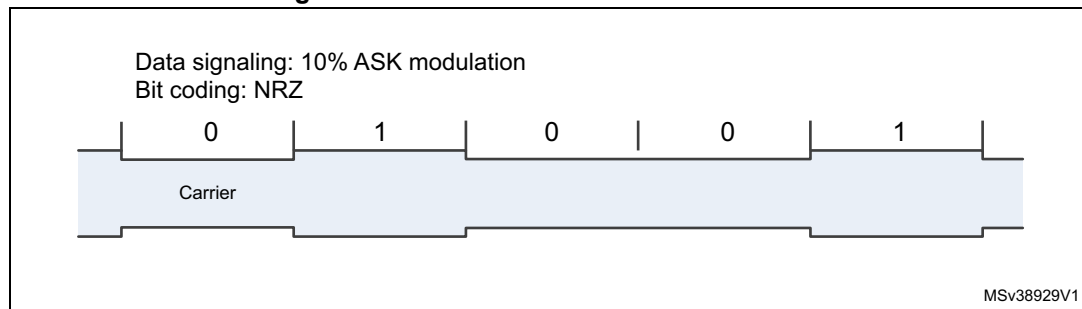 Data signaling: 10% ASK modulation
Bit coding: NRZ
0 1 0 0 1
Carrier
MSv38929V1